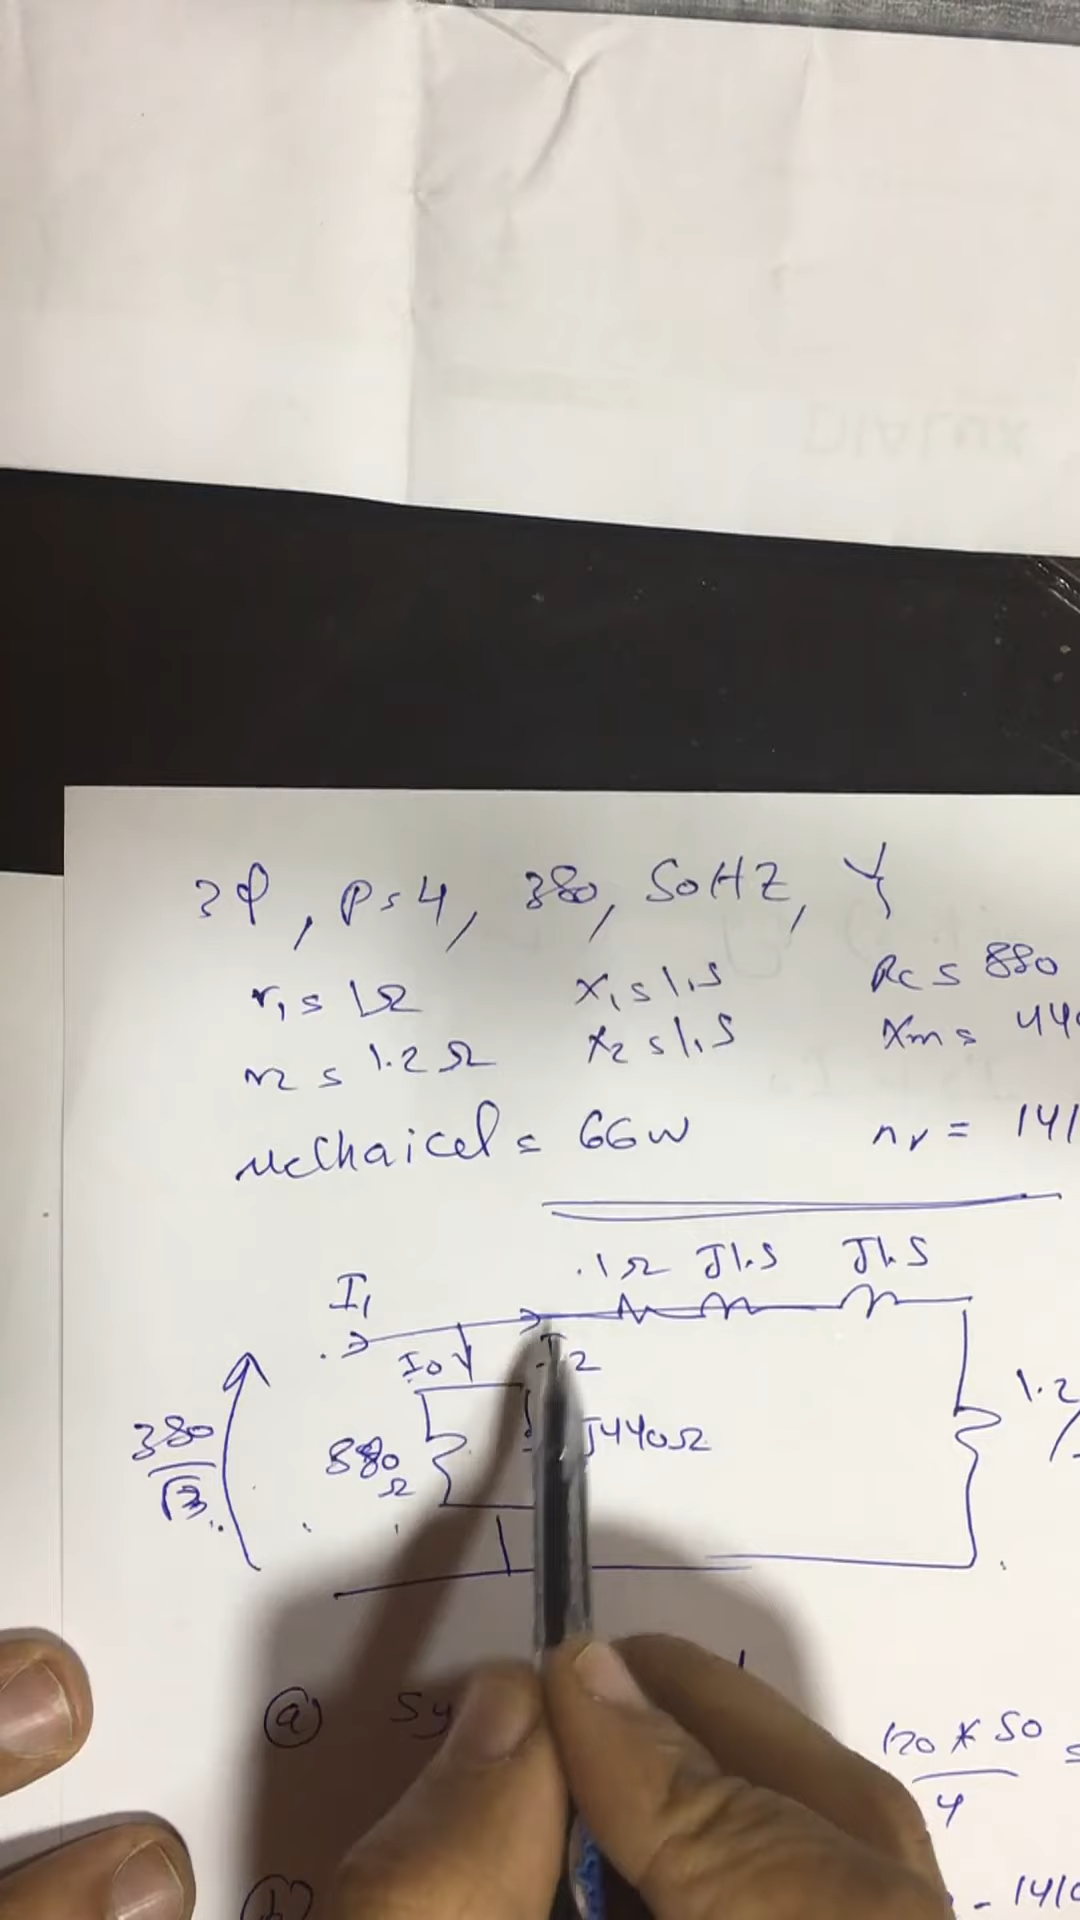 3φ, P=4, 380, 50HZ, Y
r1 = 1Ω x1 = 1.5 Rc = 880
r2 = 1.2Ω x2 = 1.5 Xm = 44
Mechaicel = 66w nr = 141
1Ω J1.5 J1.5
I1
I0 I2
380/√3 880Ω J440Ω 1.2/
(a) Sy 120*50/4 =
(b) - 141